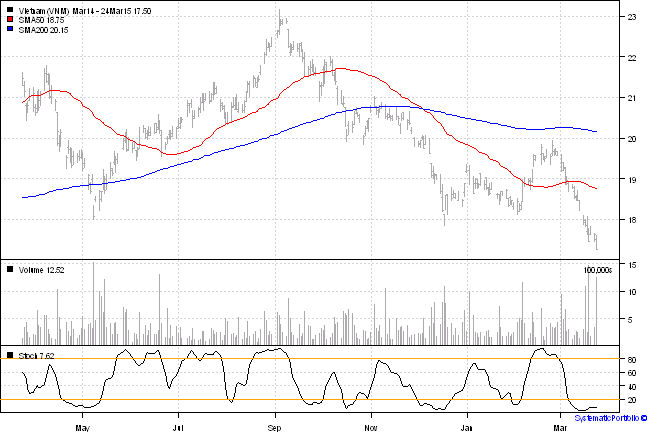 Vietnam (VNM) Mar14 - 24Mar15 17.50
SMA50 18.75
SMA200 20.15
23
22
21
20
19
18
Volume 12.52
100,000s
15
10
5
Stoch 7.62
80
60
40
20
May Jul Sep Nov Jan Mar
SystematicPortfolio ©